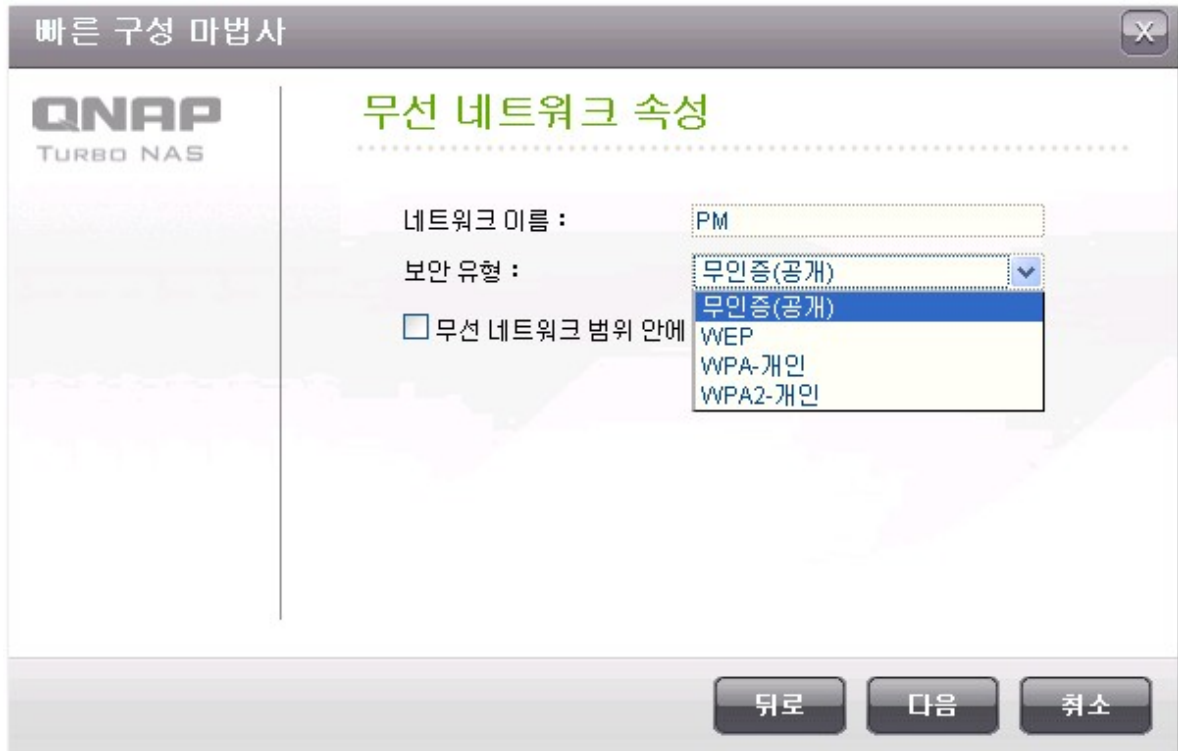 빠른 구성 마법사
X
QNAP
TURBO NAS
무선 네트워크 속성
네트워크 이름 : PM
보안 유형 : 무인증(공개)
무인증(공개)
무선 네트워크 범위 안에
WEP
WPA-개인
WPA2-개인
뒤로 다음 취소